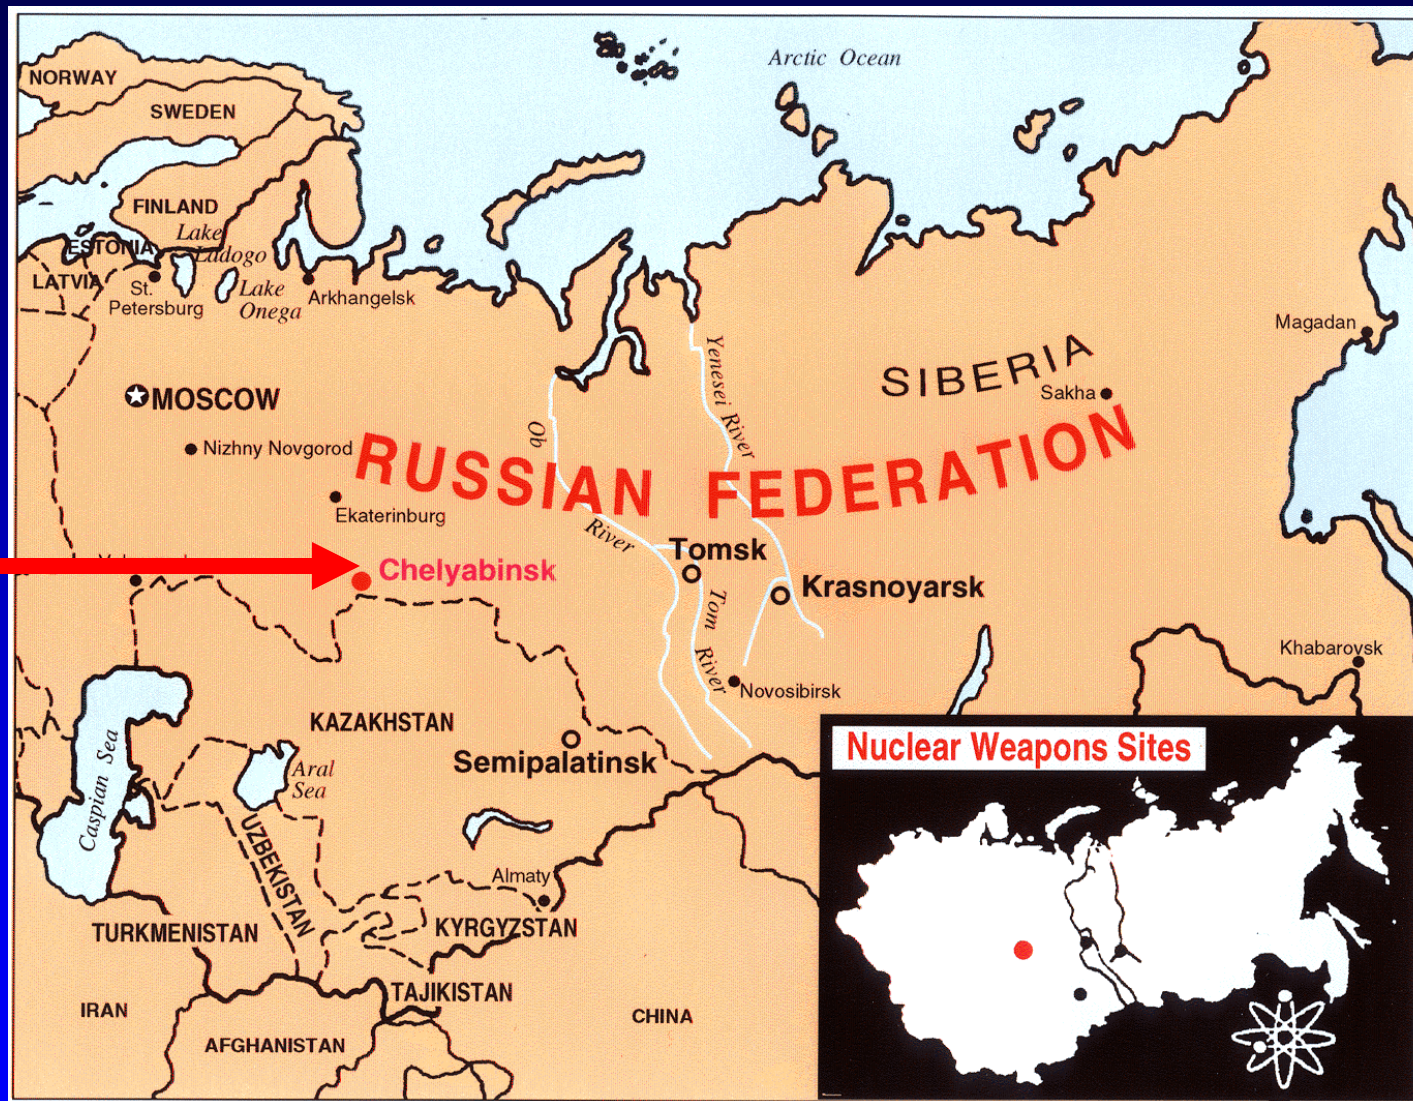 Arctic Ocean
NORWAY
SWEDEN
FINLAND
Lake
Ladogo
ESTONIA
LATVIA
St.
Petersburg
Lake
Onega
Arkhangelsk
Yenesei River
Magadan
SIBERIA
Sakha
MOSCOW
Nizhny Novgorod
RUSSIAN FEDERATION
Ob
River
Ekaterinburg
Tomsk
Chelyabinsk
Krasnoyarsk
Tom
River
Khabarovsk
Novosibirsk
KAZAKHSTAN
Semipalatinsk
Caspian Sea
Aral
Sea
Nuclear Weapons Sites
UZBEKISTAN
Almaty
TURKMENISTAN
KYRGYZSTAN
TAJIKISTAN
IRAN
CHINA
AFGHANISTAN